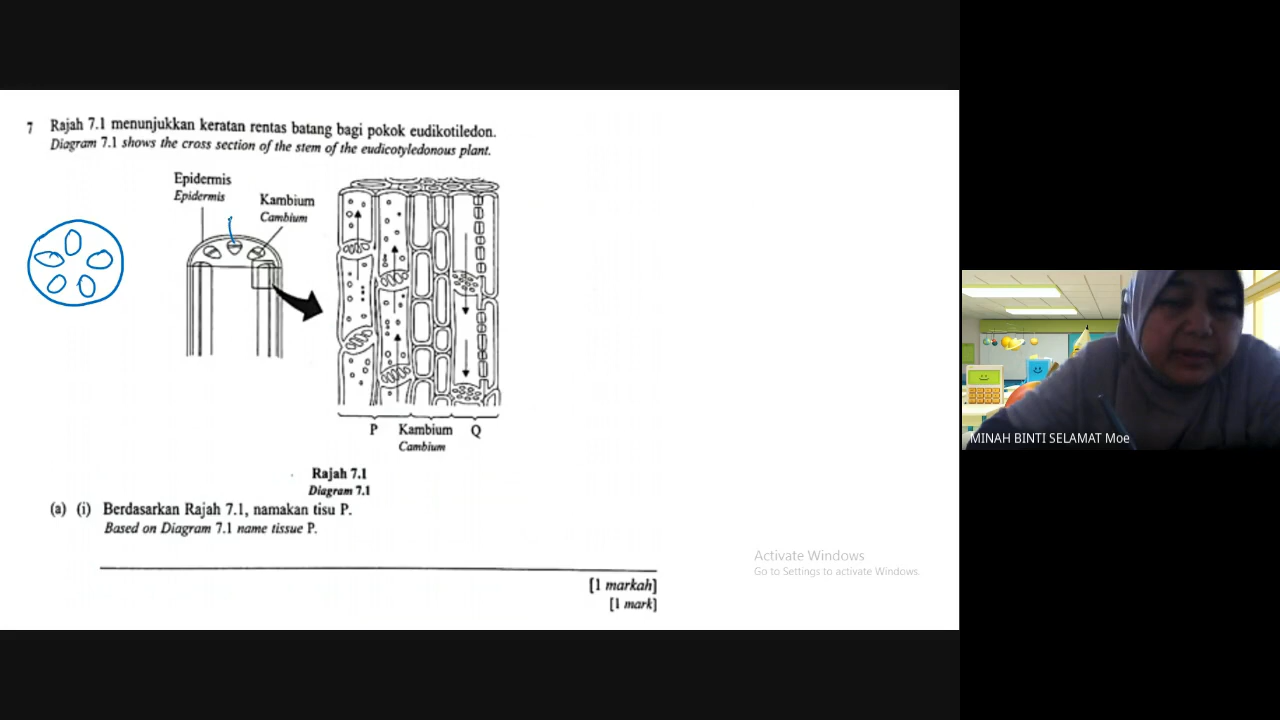 7 Rajah 7.1 menunjukkan keratan rentas batang bagi pokok eudikotiledon.
Diagram 7.1 shows the cross section of the stem of the eudicotyledonous plant.
Epidermis
Epidermis
Kambium
Cambium
P Kambium Q
Cambium
Rajah 7.1
Diagram 7.1
(a) (i) Berdasarkan Rajah 7.1, namakan tisu P.
Based on Diagram 7.1 name tissue P.
[1 markah]
[1 mark]
Activate Windows
Go to Settings to activate Windows.
MINAH BINTI SELAMAT Moe